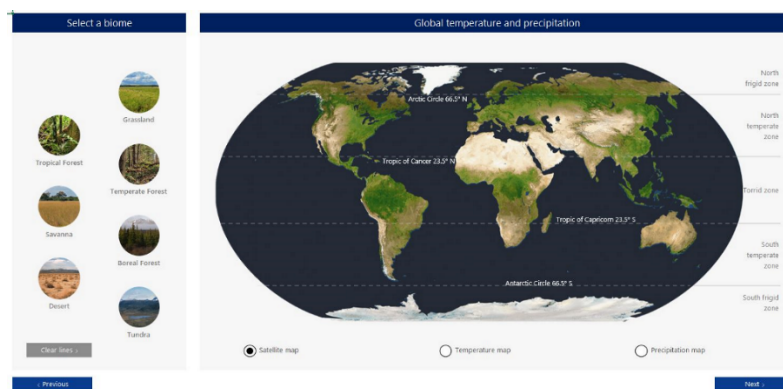 Select a biome
Grassland
Tropical Forest
Temperate Forest
Savanna
Boreal Forest
Desert
Tundra
Clear lines ›
‹ Previous
Global temperature and precipitation
North
frigid zone
Arctic Circle 66.5° N
North
temperate
zone
Tropic of Cancer 23.5° N
Torrid zone
Tropic of Capricorn 23.5° S
South
temperate
zone
Antarctic Circle 66.5° S
South frigid
zone
Satellite map
Temperature map
Precipitation map
Next ›